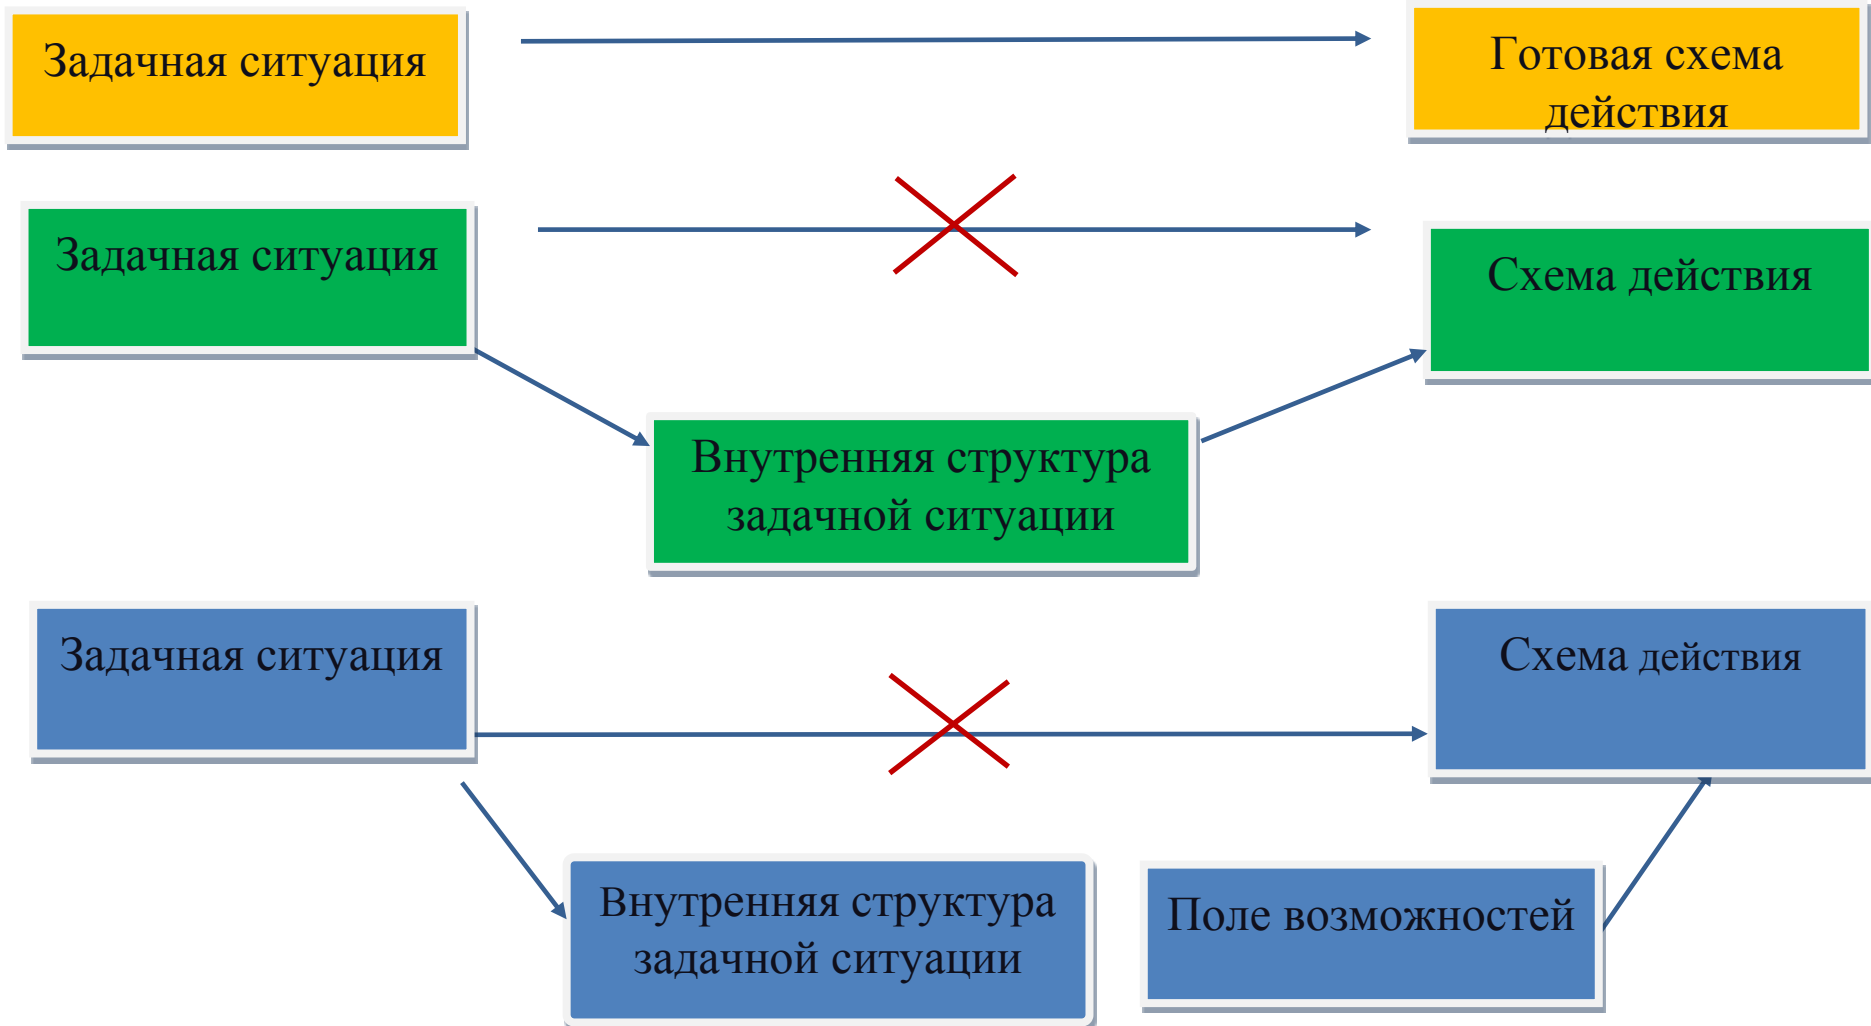 Задачная ситуация
Готовая схема
действия
Задачная ситуация
Схема действия
Внутренняя структура
задачной ситуации
Задачная ситуация
Схема действия
Внутренняя структура
задачной ситуации
Поле возможностей